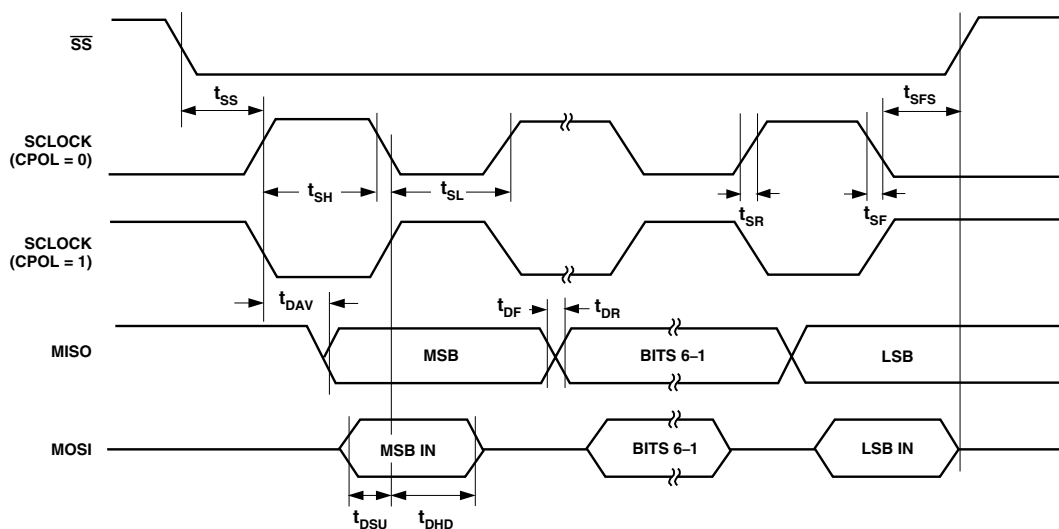 SS
tSS
tSFS
SCLOCK
(CPOL = 0)
tSH
tSL
tSR
tSF
SCLOCK
(CPOL = 1)
tDAV
tDF
tDR
MISO
MSB
BITS 6–1
LSB
MOSI
MSB IN
BITS 6–1
LSB IN
tDSU
tDHD